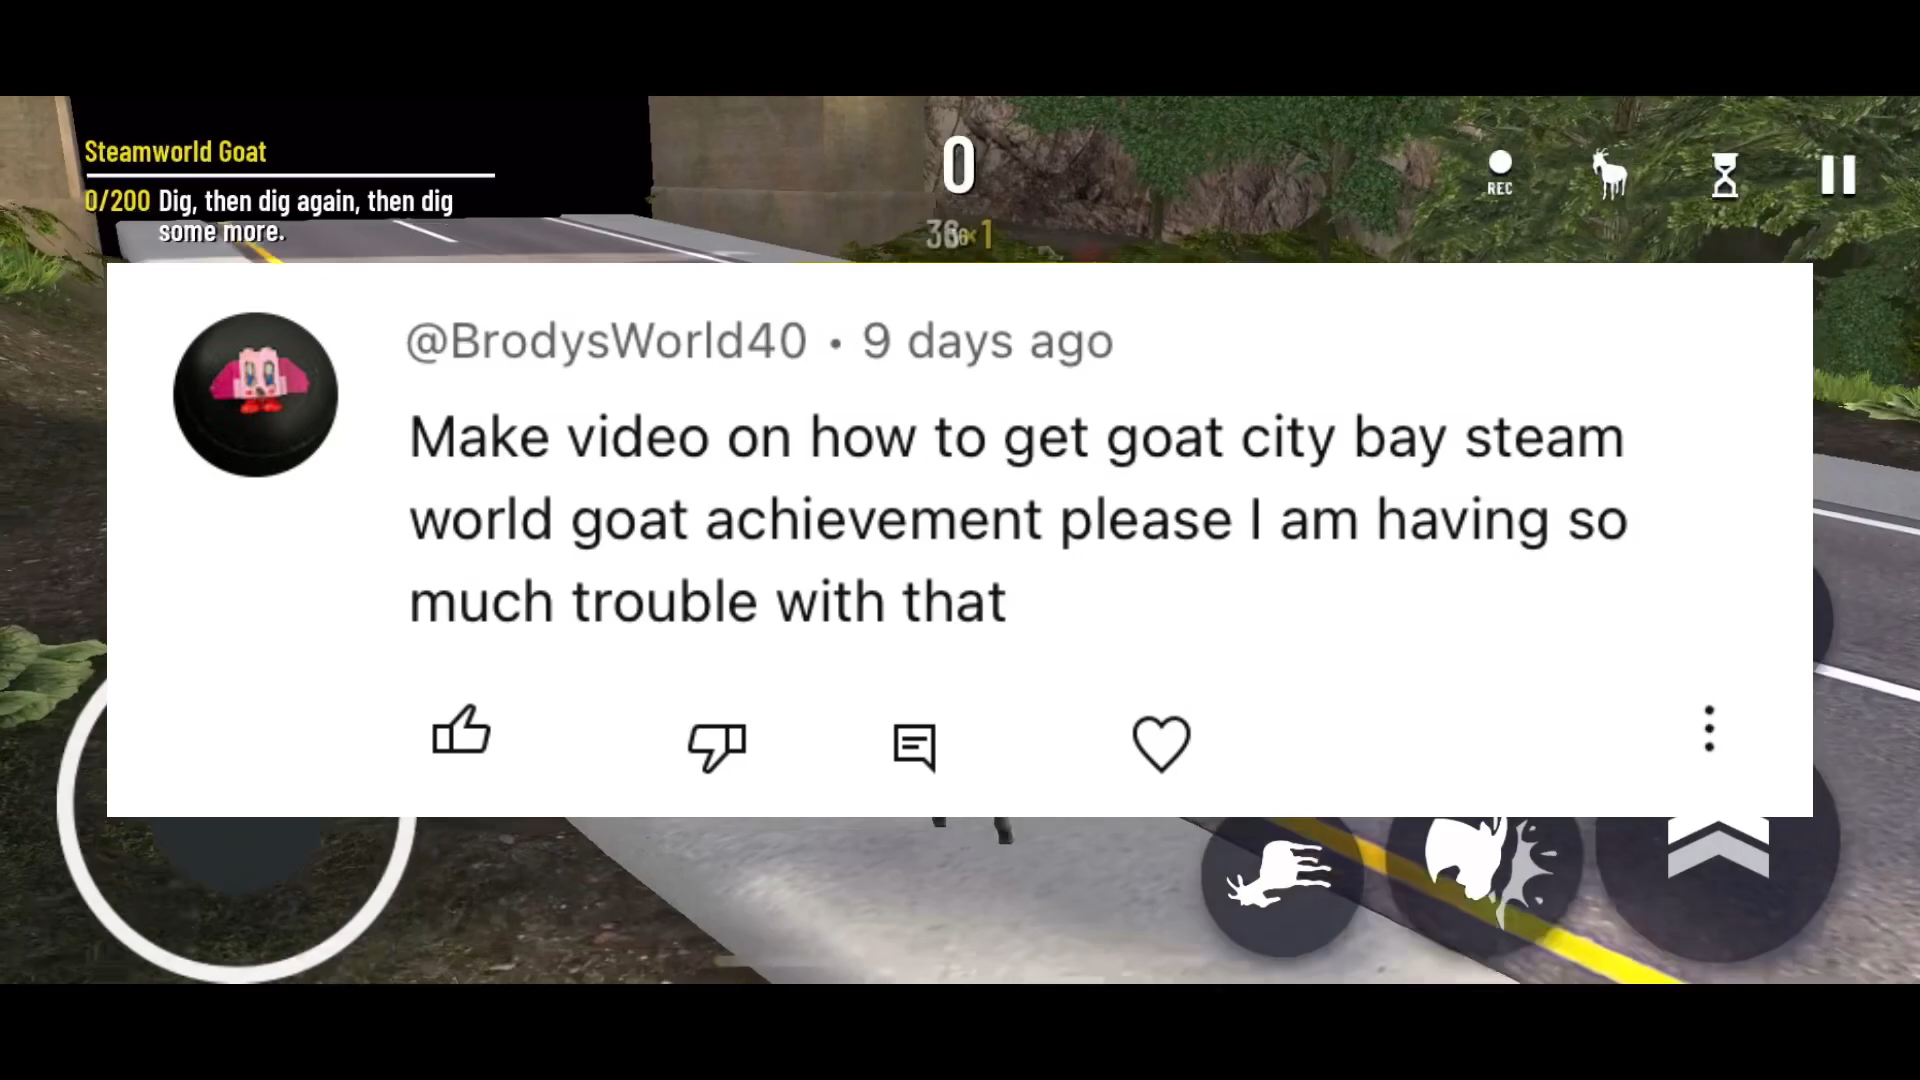 Steamworld Goat
0/200 Dig, then dig again, then dig
some more.
0
REC
@BrodysWorld40 • 9 days ago
Make video on how to get goat city bay steam
world goat achievement please I am having so
much trouble with that